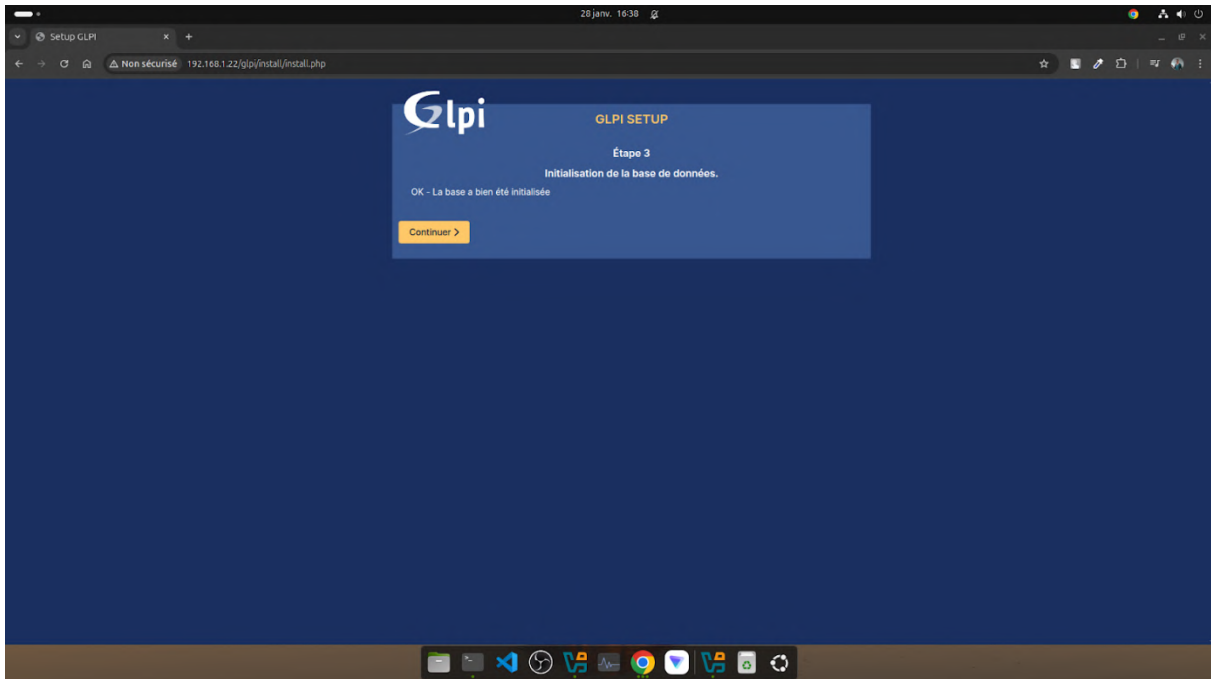 28 janv. 16:38
Setup GLPI
Non sécurisé 192.168.1.22/glpi/install/install.php
Glpi
GLPI SETUP
Étape 3
Initialisation de la base de données.
OK - La base a bien été initialisée
Continuer